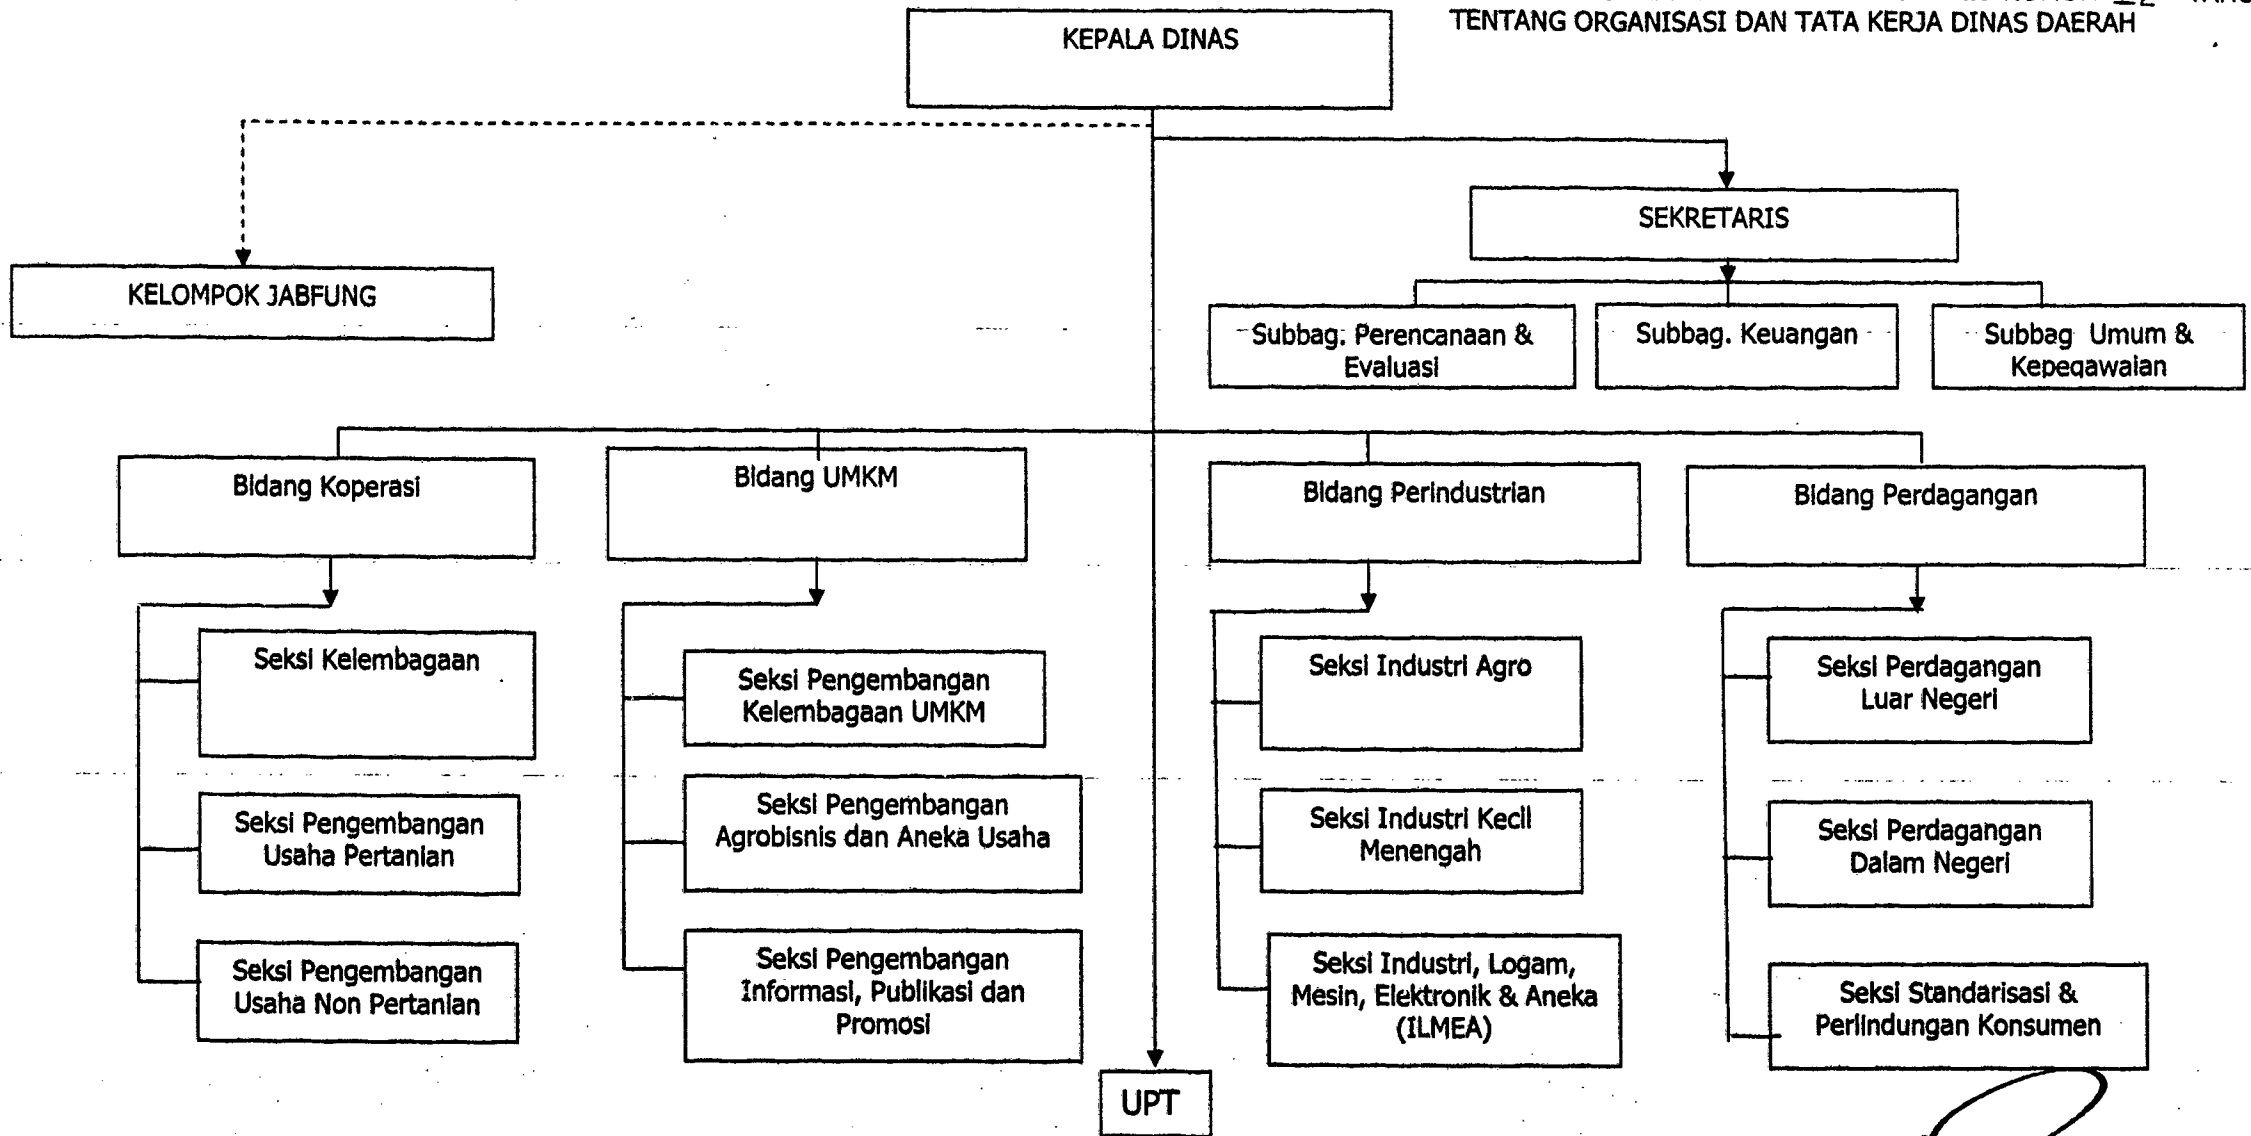 TENTANG ORGANISASI DAN TATA KERJA DINAS DAERAH
KEPALA DINAS
SEKRETARIS
KELOMPOK JABFUNG
Subbag. Perencanaan &
Evaluasi
Subbag. Keuangan
Subbag Umum &
Kepegawaian
Bidang Koperasi
Bidang UMKM
Bidang Perindustrian
Bidang Perdagangan
Seksi Kelembagaan
Seksi Pengembangan
Usaha Pertanian
Seksi Pengembangan
Usaha Non Pertanian
Seksi Pengembangan
Kelembagaan UMKM
Seksi Pengembangan
Agrobisnis dan Aneka Usaha
Seksi Pengembangan
Informasi, Publikasi dan
Promosi
Seksi Industri Agro
Seksi Industri Kecil
Menengah
Seksi Industri, Logam,
Mesin, Elektronik & Aneka
(ILMEA)
Seksi Perdagangan
Luar Negeri
Seksi Perdagangan
Dalam Negeri
Seksi Standarisasi &
Perlindungan Konsumen
UPT